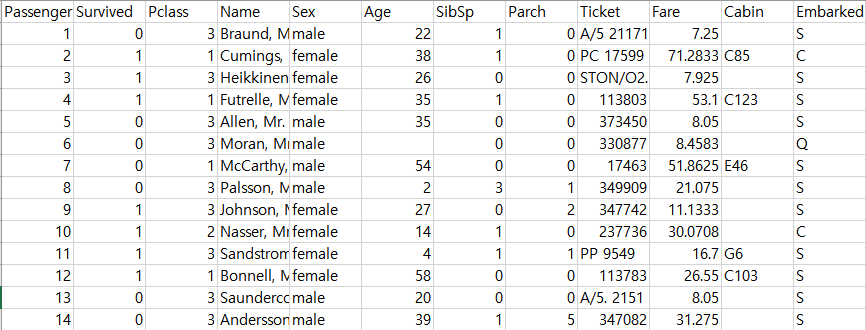 Passenger Survived Pclass Name Sex Age SibSp Parch Ticket Fare Cabin Embarked
1 0 3 Braund, M male 22 1 0 A/5 21171 7.25 S
2 1 1 Cumings, female 38 1 0 PC 17599 71.2833 C85 C
3 1 3 Heikkinen female 26 0 0 STON/O2. 7.925 S
4 1 1 Futrelle, M female 35 1 0 113803 53.1 C123 S
5 0 3 Allen, Mr. male 35 0 0 373450 8.05 S
6 0 3 Moran, Mr male 0 0 330877 8.4583 Q
7 0 1 McCarthy, male 54 0 0 17463 51.8625 E46 S
8 0 3 Palsson, M male 2 3 1 349909 21.075 S
9 1 3 Johnson, M female 27 0 2 347742 11.1333 S
10 1 2 Nasser, Mr female 14 1 0 237736 30.0708 C
11 1 3 Sandstrom female 4 1 1 PP 9549 16.7 G6 S
12 1 1 Bonnell, M female 58 0 0 113783 26.55 C103 S
13 0 3 Saunderco male 20 0 0 A/5. 2151 8.05 S
14 0 3 Andersson male 39 1 5 347082 31.275 S